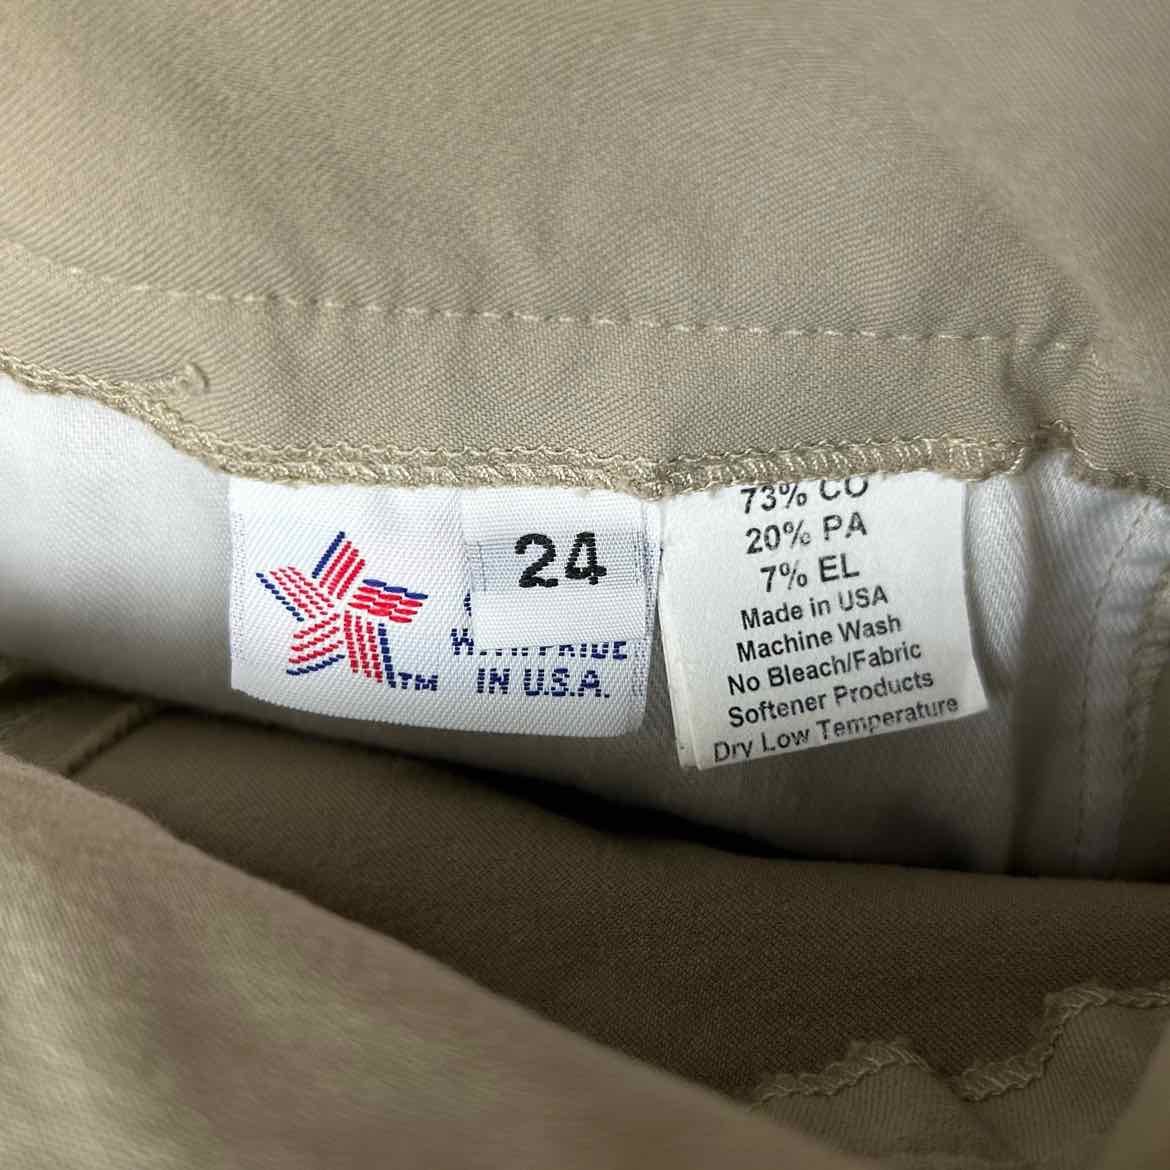 24
TM
IN U.S.A.
73% CO
20% PA
7% EL
Made in USA
Machine Wash
No Bleach/Fabric
Softener Products
Dry Low Temperature